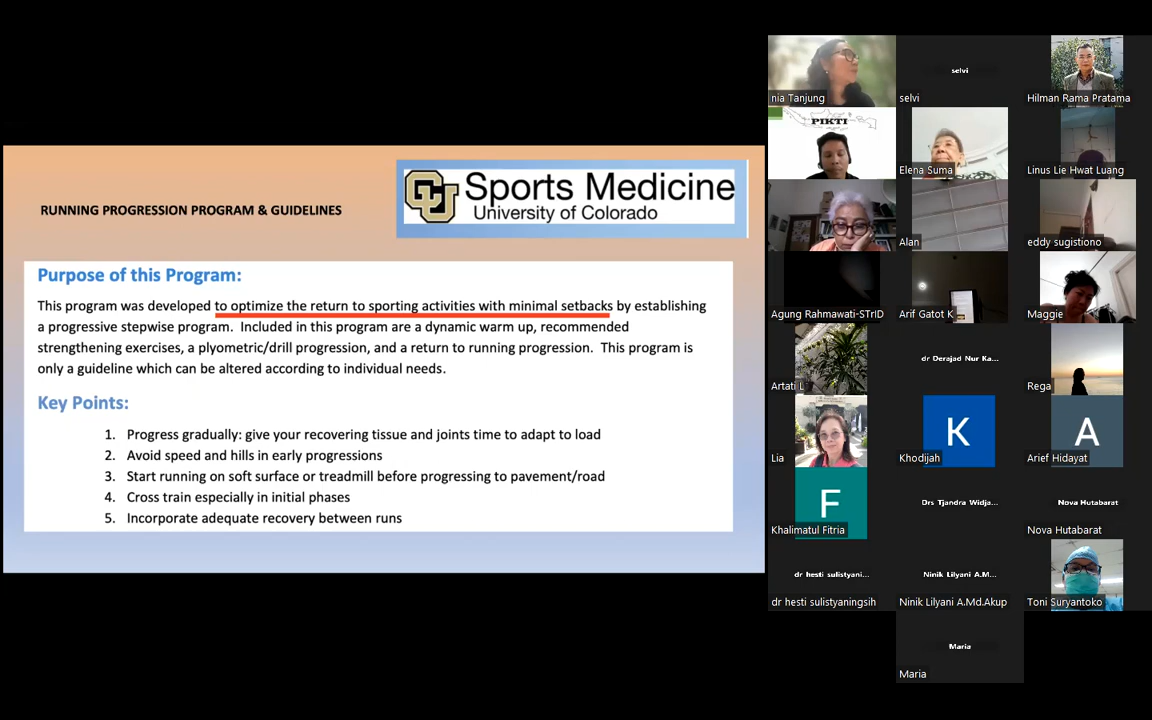 RUNNING PROGRESSION PROGRAM & GUIDELINES
CU
Sports Medicine
University of Colorado
Purpose of this Program:
This program was developed to optimize the return to sporting activities with minimal setbacks by establishing
a progressive stepwise program. Included in this program are a dynamic warm up, recommended
strengthening exercises, a plyometric/drill progression, and a return to running progression. This program is
only a guideline which can be altered according to individual needs.
Key Points:
1. Progress gradually: give your recovering tissue and joints time to adapt to load
2. Avoid speed and hills in early progressions
3. Start running on soft surface or treadmill before progressing to pavement/road
4. Cross train especially in initial phases
5. Incorporate adequate recovery between runs
nia Tanjung
selvi
selvi
Hilman Rama Pratama
PIKTI
Elena Suma
Linus Lie Hwat Luang
Alan
eddy sugistiono
Agung Rahmawati-STrID
Arif Gatot K
Maggie
Artati L
dr Derajad Nur Ka...
Rega
Lia
K
Khodijah
A
Arief Hidayat
F
Khalimatul Fitria
Drs Tjandra Widja...
Nova Hutabarat
Nova Hutabarat
dr hesti sulistyani...
dr hesti sulistyaningsih
Ninik Lilyani A.M...
Ninik Lilyani A.Md.Akup
Toni Suryantoko
Maria
Maria